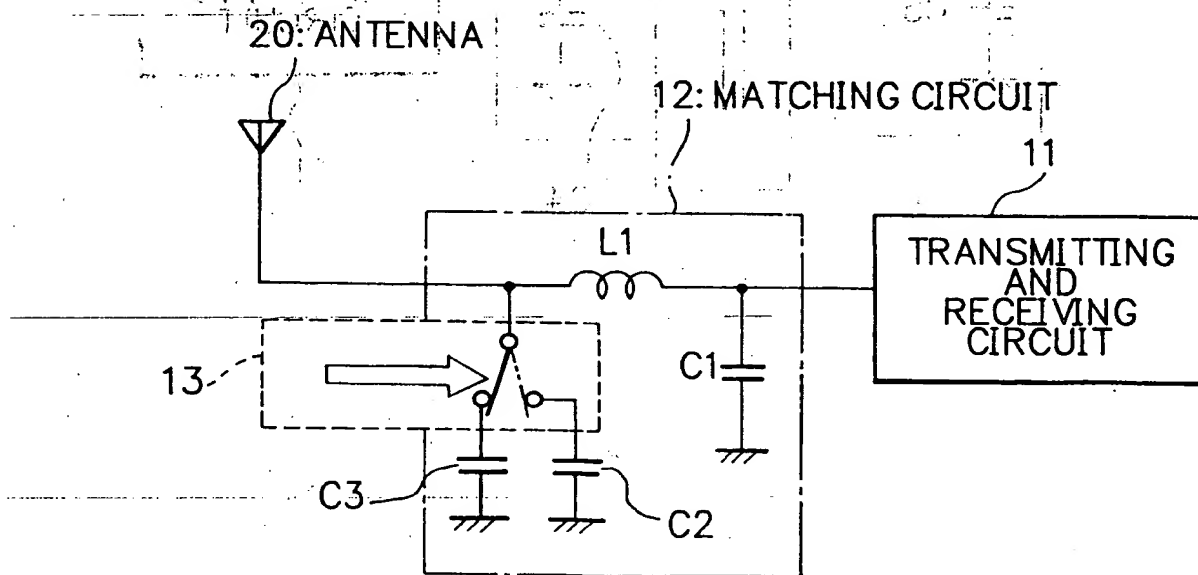 20: ANTENNA
12: MATCHING CIRCUIT
11
L1
TRANSMITTING
AND
RECEIVING
CIRCUIT
13
C1
C3
C2